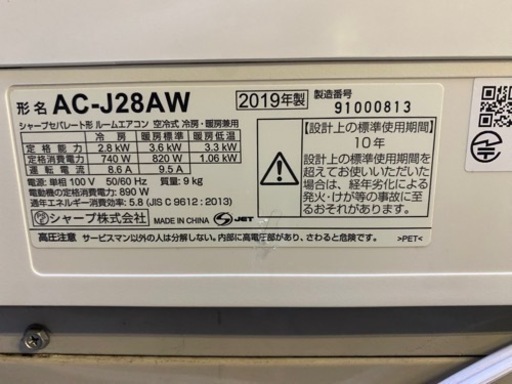 形名 AC-J28AW
2019年製
製造番号
91000813
シャープセパレート形 ルームエアコン 空冷式 冷房・暖房兼用
冷房 暖房標準 暖房低温
定格能力 2.8 kW 3.6 kW 3.3 kW
定格消費電力 740 W 820 W 1.06 kW
運転電流 8.6 A 9.5 A
電源: 単相 100 V 50/60 Hz 質量: 9 kg
電動機の定格消費電力: 890 W
通年エネルギー消費効率: 5.8 (JIS C 9612 : 2013)
シャープ株式会社 MADE IN CHINA JET
【設計上の標準使用期間】
10年
設計上の標準使用期間を
超えてお使いいただいた
場合は、経年劣化による
発火・けが等の事故に至
るおそれがあります。
高圧注意 サービスマン以外の人は分解しない。内部に高電圧部があり、さわると危険です。
>PET<